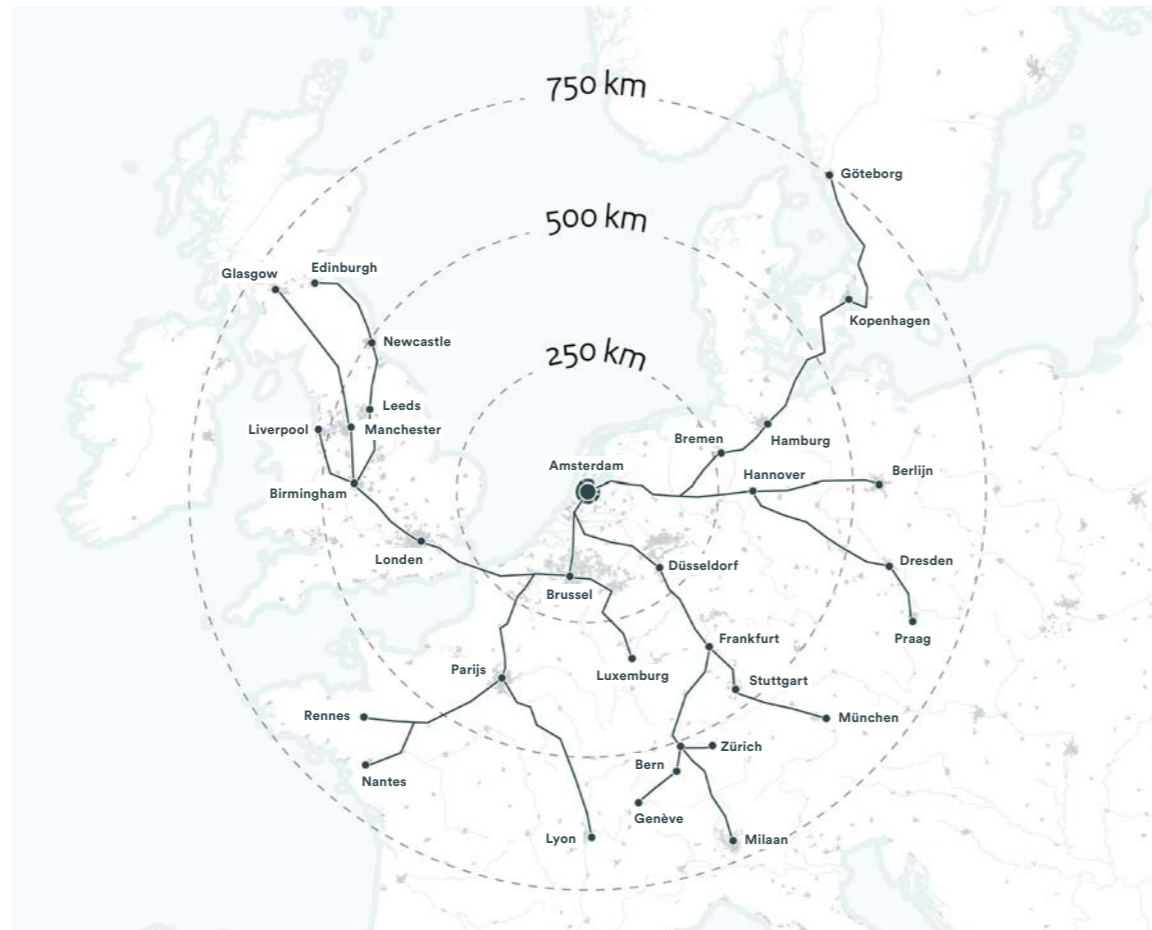 750 km
Göteborg
500 km
Glasgow
Edinburgh
Kopenhagen
Newcastle
250 km
Leeds
Liverpool
Manchester
Bremen
Hamburg
Amsterdam
Hannover
Berlijn
Birmingham
Londen
Dresden
Düsseldorf
Brussel
Praag
Frankfurt
Parijs
Luxemburg
Stuttgart
Rennes
München
Zürich
Bern
Nantes
Genève
Lyon
Milaan